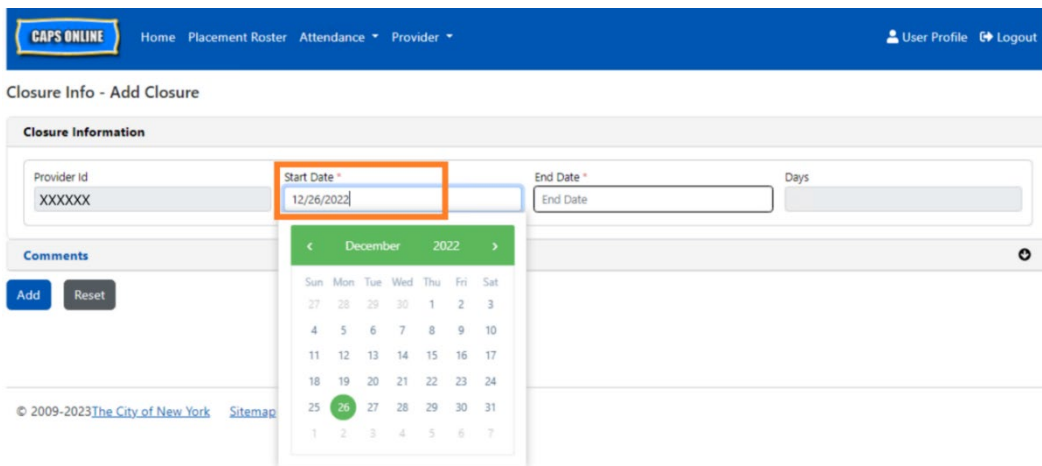 CAPS ONLINE Home Placement Roster Attendance Provider User Profile Logout
Closure Info - Add Closure
Closure Information
Provider Id Start Date * End Date * Days
XXXXXX 12/26/2022 End Date
December 2022
Comments
Sun Mon Tue Wed Thu Fri Sat
Add Reset
27 28 29 30 1 2 3
4 5 6 7 8 9 10
11 12 13 14 15 16 17
18 19 20 21 22 23 24
© 2009-2023The City of New York Sitemap
25 26 27 28 29 30 31
1 2 3 4 5 6 7